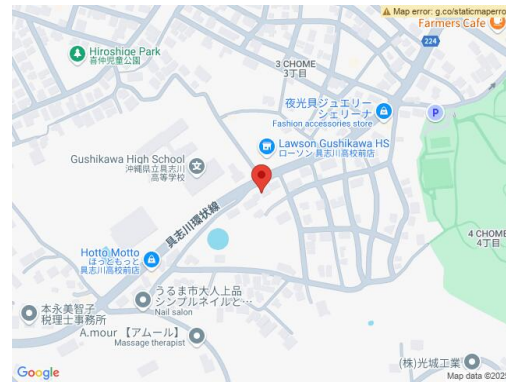 Map error: g.co/staticmaperro
Farmers Cafe
Hiroshige Park
喜仲児童公園
3 CHOME
3丁目
224
夜光貝ジュエリー
シェリーナ
Fashion accessories store
P
Lawson Gushikawa HS
ローソン 具志川高校前店
Gushikawa High School
沖縄県立具志川
高等学校
具志川環状線
4 CHOME
4丁目
Hotto Motto
ほっともっと
具志川高校前店
うるま市大人上品
シンプルネイルと…
Nail salon
本永美智子
税理士事務所
A.mour 【アムール】
Massage therapist
(株)光城工業
Google
Map data ©2025